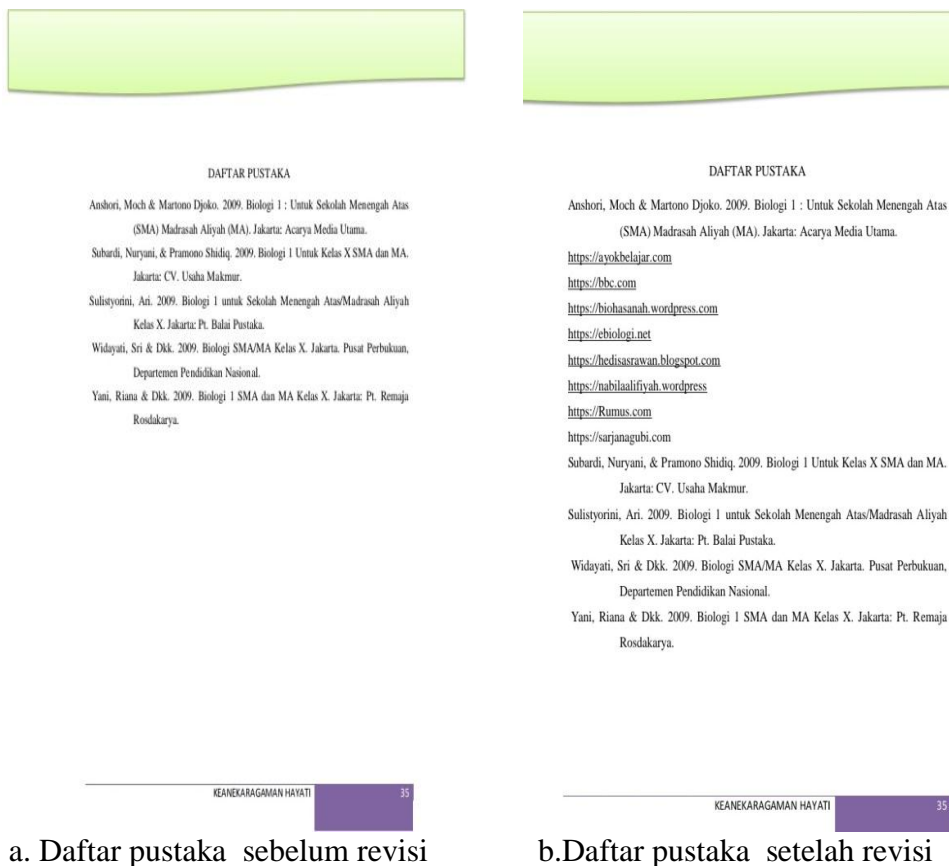 DAFTAR PUSTAKA
Anshori, Moch & Martono Djoko. 2009. Biologi 1 : Untuk Sekolah Menengah Atas
(SMA) Madrasah Aliyah (MA). Jakarta: Acarya Media Utama.
Subardi, Nuryani, & Pramono Shidiq. 2009. Biologi 1 Untuk Kelas X SMA dan MA.
Jakarta: CV. Usaha Makmur.
Sulistyorini, Ari. 2009. Biologi 1 untuk Sekolah Menengah Atas/Madrasah Aliyah
Kelas X. Jakarta: Pt. Balai Pustaka.
Widayati, Sri & Dkk. 2009. Biologi SMA/MA Kelas X. Jakarta. Pusat Perbukuan,
Departemen Pendidikan Nasional.
Yani, Riana & Dkk. 2009. Biologi 1 SMA dan MA Kelas X. Jakarta: Pt. Remaja
Rosdakarya.
KEANEKARAGAMAN HAYATI 35
a. Daftar pustaka sebelum revisi
DAFTAR PUSTAKA
Anshori, Moch & Martono Djoko. 2009. Biologi 1 : Untuk Sekolah Menengah Atas
(SMA) Madrasah Aliyah (MA). Jakarta: Acarya Media Utama.
https://ayokbelajar.com
https://bbc.com
https://biohasanah.wordpress.com
https://ebiologi.net
https://hedisasrawan.blogspot.com
https://nabilaalifiyah.wordpress
https://Rumus.com
https://sarjanagubi.com
Subardi, Nuryani, & Pramono Shidiq. 2009. Biologi 1 Untuk Kelas X SMA dan MA.
Jakarta: CV. Usaha Makmur.
Sulistyorini, Ari. 2009. Biologi 1 untuk Sekolah Menengah Atas/Madrasah Aliyah
Kelas X. Jakarta: Pt. Balai Pustaka.
Widayati, Sri & Dkk. 2009. Biologi SMA/MA Kelas X. Jakarta. Pusat Perbukuan,
Departemen Pendidikan Nasional.
Yani, Riana & Dkk. 2009. Biologi 1 SMA dan MA Kelas X. Jakarta: Pt. Remaja
Rosdakarya.
KEANEKARAGAMAN HAYATI 35
b.Daftar pustaka setelah revisi